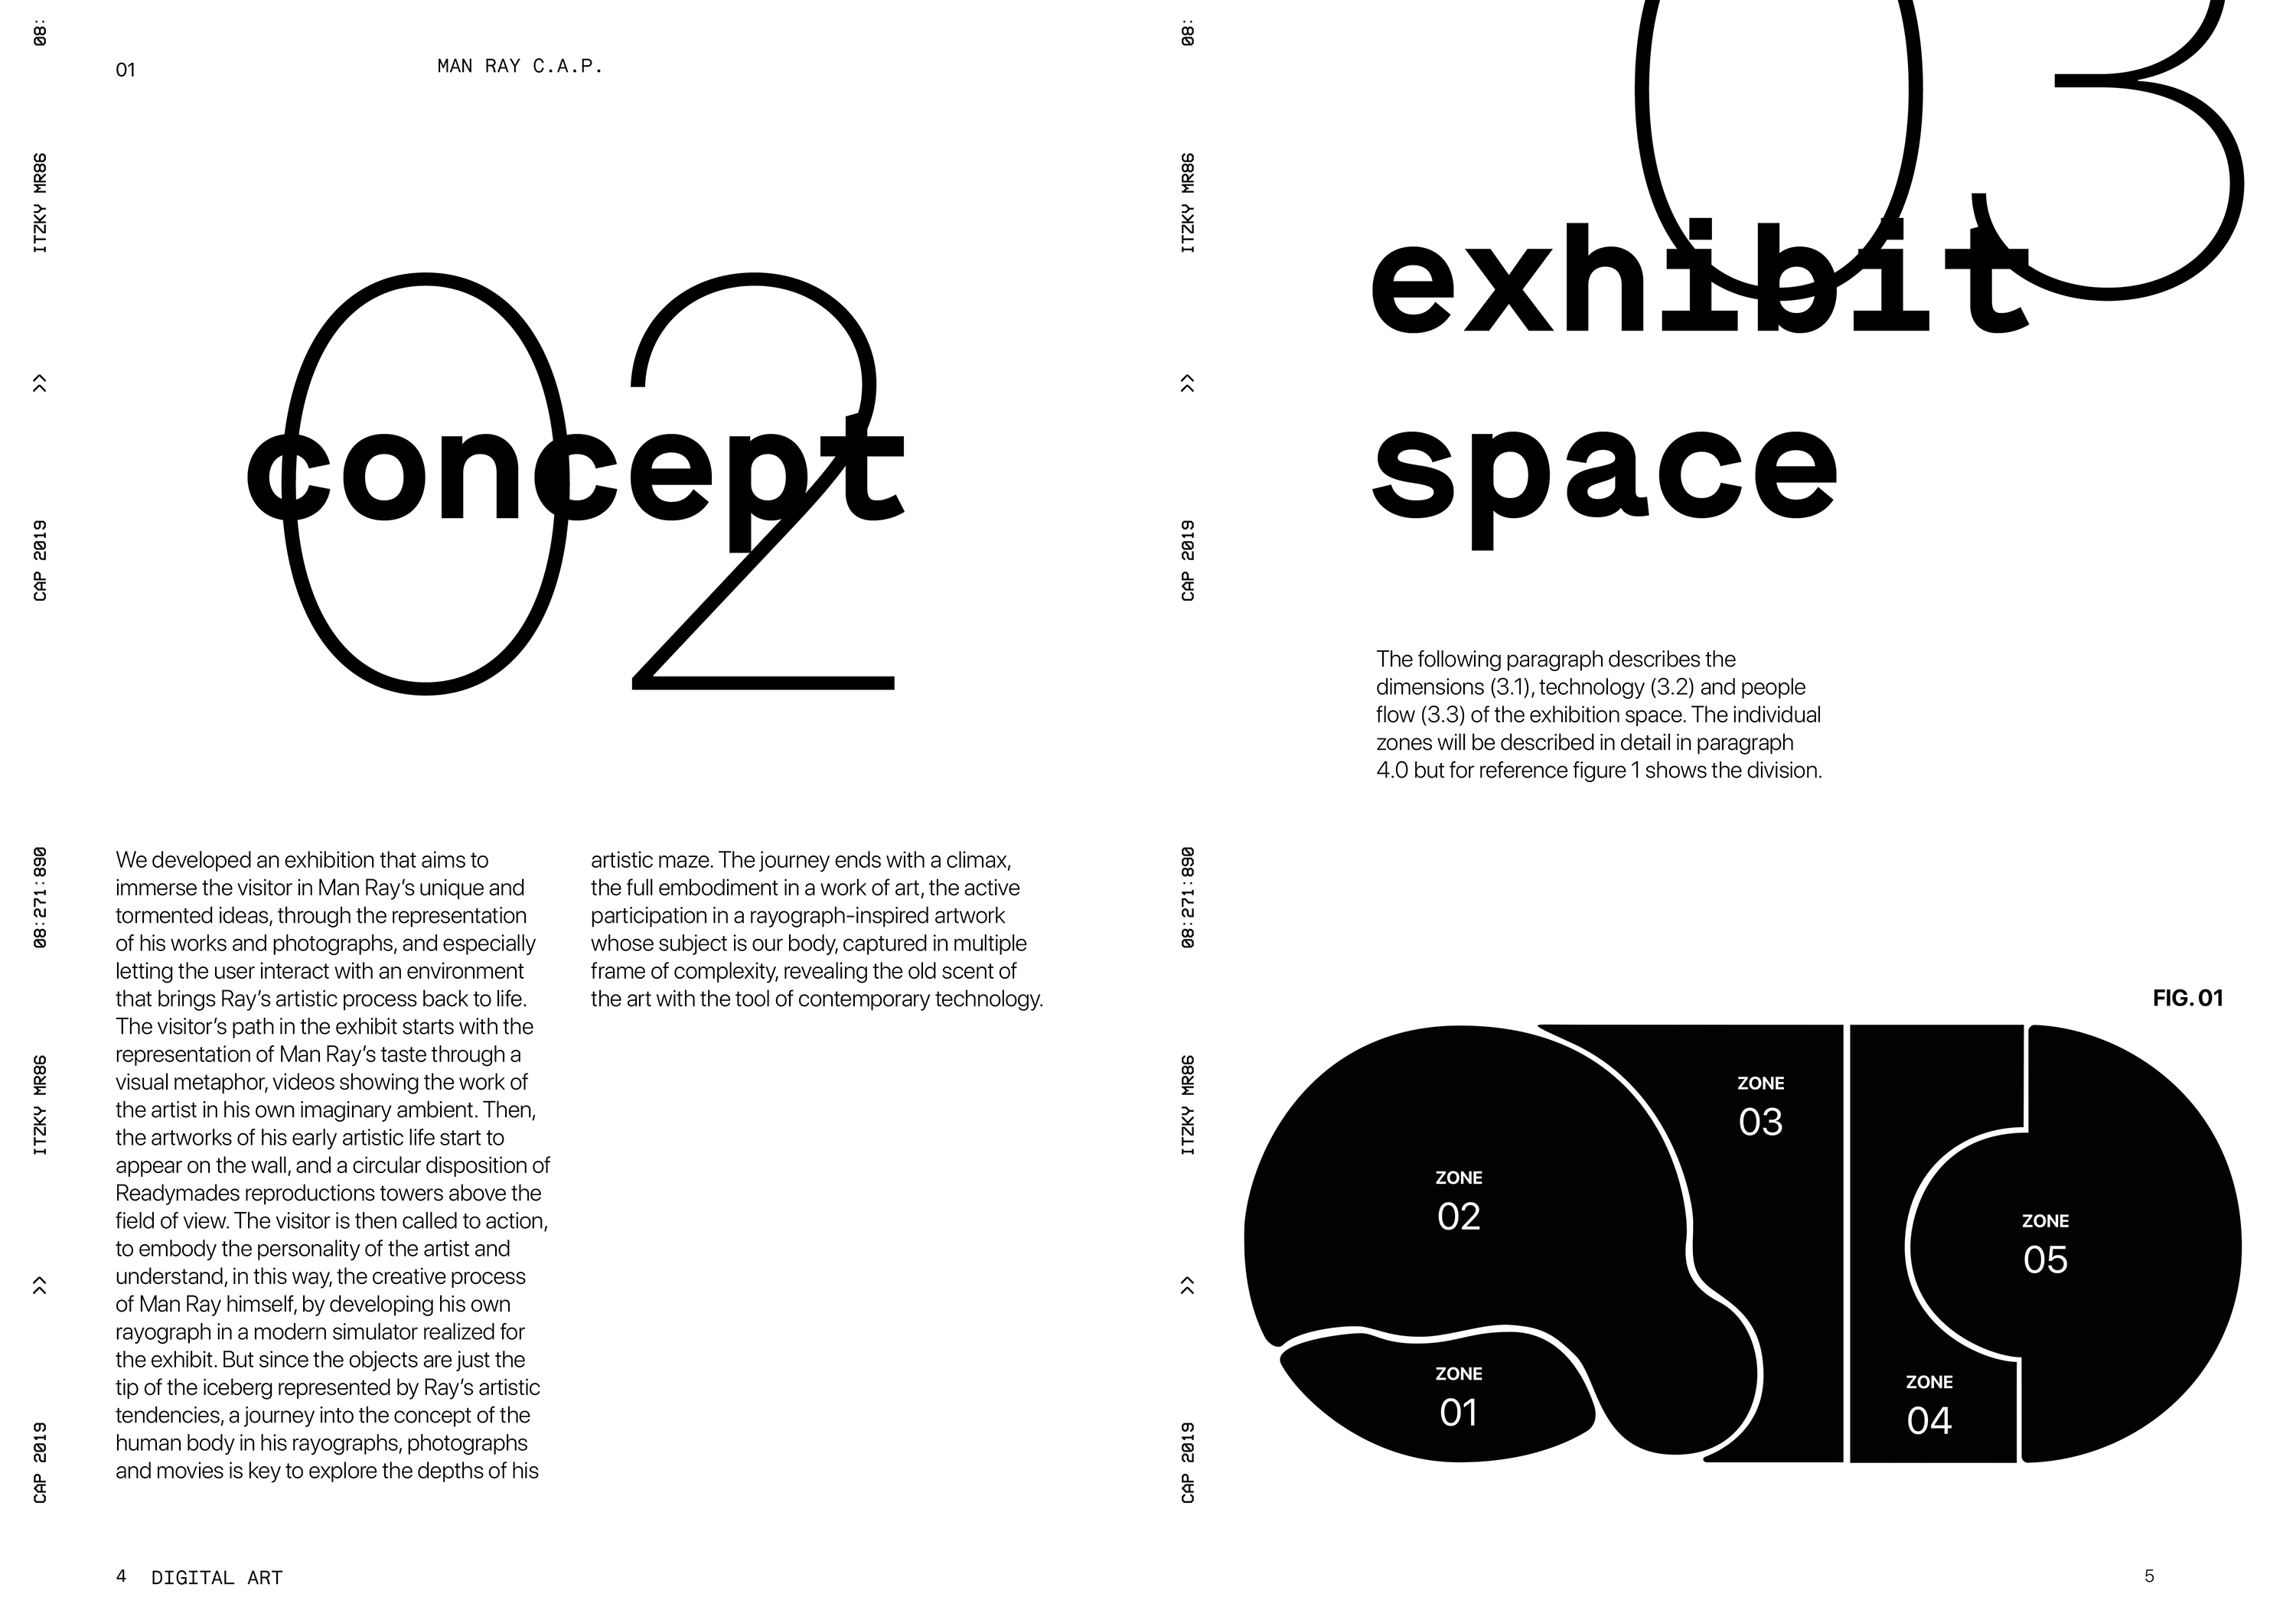 01
MAN RAY C.A.P.
02
concept
We developed an exhibition that aims to
immerse the visitor in Man Ray’s unique and
tormented ideas, through the representation
of his works and photographs, and especially
letting the user interact with an environment
that brings Ray’s artistic process back to life.
The visitor’s path in the exhibit starts with the
representation of Man Ray’s taste through a
visual metaphor, videos showing the work of
the artist in his own imaginary ambient. Then,
the artworks of his early artistic life start to
appear on the wall, and a circular disposition of
Readymades reproductions towers above the
field of view. The visitor is then called to action,
to embody the personality of the artist and
understand, in this way, the creative process
of Man Ray himself, by developing his own
rayograph in a modern simulator realized for
the exhibit. But since the objects are just the
tip of the iceberg represented by Ray’s artistic
tendencies, a journey into the concept of the
human body in his rayographs, photographs
and movies is key to explore the depths of his
artistic maze. The journey ends with a climax,
the full embodiment in a work of art, the active
participation in a rayograph-inspired artwork
whose subject is our body, captured in multiple
frame of complexity, revealing the old scent of
the art with the tool of contemporary technology.
4 DIGITAL ART
CAP 2019 >> ITZKY MR86 08:271:890 CAP 2019 >> ITZKY MR86 08:
03
exhibit
space
The following paragraph describes the
dimensions (3.1), technology (3.2) and people
flow (3.3) of the exhibition space. The individual
zones will be described in detail in paragraph
4.0 but for reference figure 1 shows the division.
FIG. 01
ZONE
03
ZONE
02
ZONE
05
ZONE
01
ZONE
04
5
CAP 2019 >> ITZKY MR86 08:271:890 CAP 2019 >> ITZKY MR86 08: